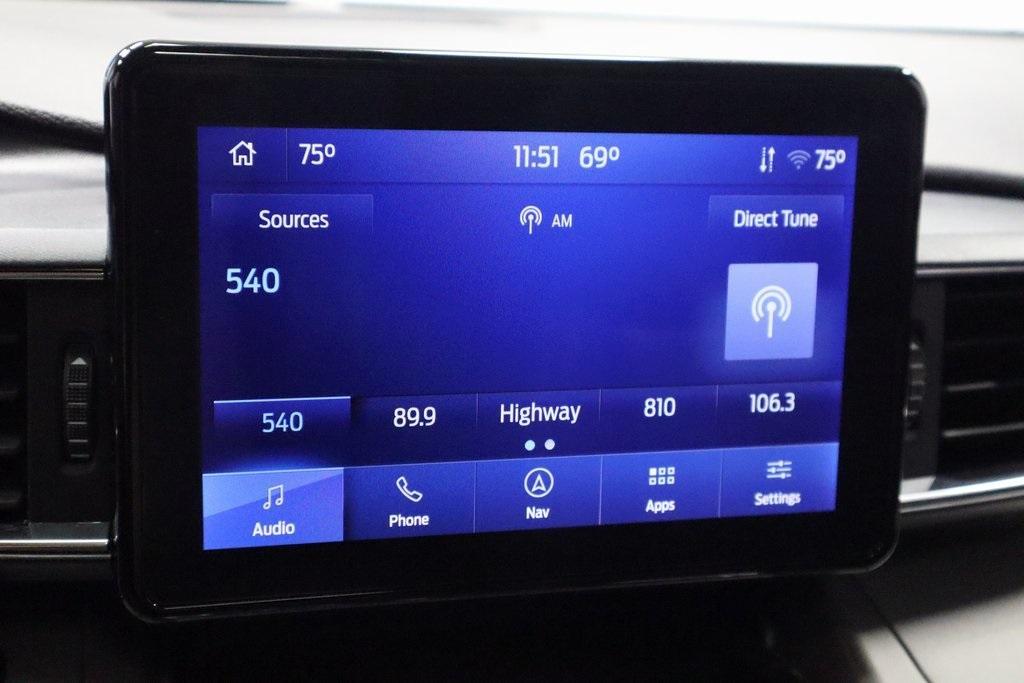 75° 11:51 69° 75°
Sources AM Direct Tune
540
540 89.9 Highway 810 106.3
Audio Phone Nav Apps Settings